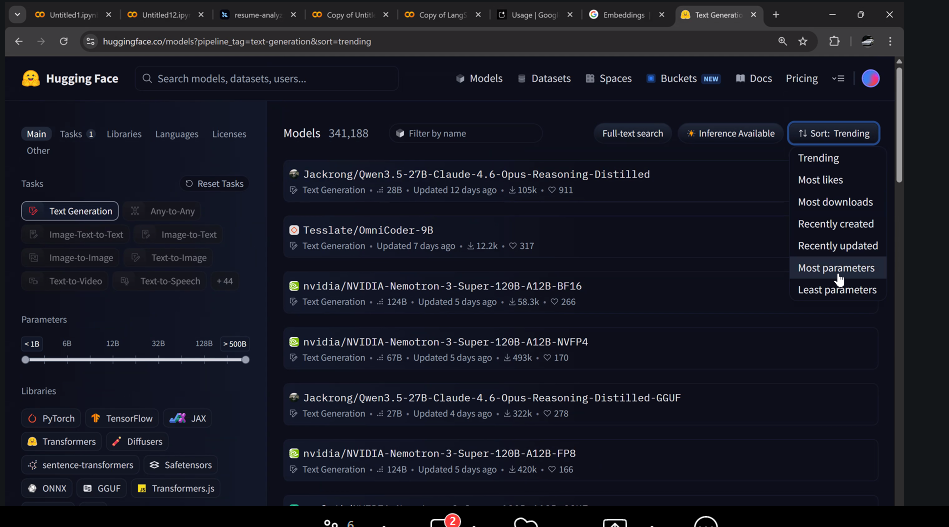 Untitled1.ipyn
Untitled12.ipy
resume-analy
Copy of Untit
Copy of Lang
Usage | Goog
Embeddings
Text Generati
huggingface.co/models?pipeline_tag=text-generation&sort=trending
Hugging Face
Search models, datasets, users...
Models
Datasets
Spaces
Buckets NEW
Docs
Pricing
Main
Tasks 1
Libraries
Languages
Licenses
Other
Models 341,188
Filter by name
Full-text search
Inference Available
Sort: Trending
Trending
Most likes
Most downloads
Recently created
Recently updated
Most parameters
Least parameters
Tasks
Reset Tasks
Text Generation
Any-to-Any
Image-Text-to-Text
Image-to-Text
Image-to-Image
Text-to-Image
Text-to-Video
Text-to-Speech
+ 44
Parameters
< 1B
6B
12B
32B
128B
> 500B
Libraries
PyTorch
TensorFlow
JAX
Transformers
Diffusers
sentence-transformers
Safetensors
ONNX
GGUF
Transformers.js
Jackrong/Qwen3.5-27B-Claude-4.6-Opus-Reasoning-Distilled
Text Generation • 28B • Updated 12 days ago • 105k • 911
Tesslate/OmniCoder-9B
Text Generation • Updated 7 days ago • 12.2k • 317
nvidia/NVIDIA-Nemotron-3-Super-120B-A12B-BF16
Text Generation • 124B • Updated 5 days ago • 58.3k • 266
nvidia/NVIDIA-Nemotron-3-Super-120B-A12B-NVFP4
Text Generation • 67B • Updated 5 days ago • 493k • 170
Jackrong/Qwen3.5-27B-Claude-4.6-Opus-Reasoning-Distilled-GGUF
Text Generation • 27B • Updated 4 days ago • 322k • 278
nvidia/NVIDIA-Nemotron-3-Super-120B-A12B-FP8
Text Generation • 124B • Updated 5 days ago • 420k • 166
6
2